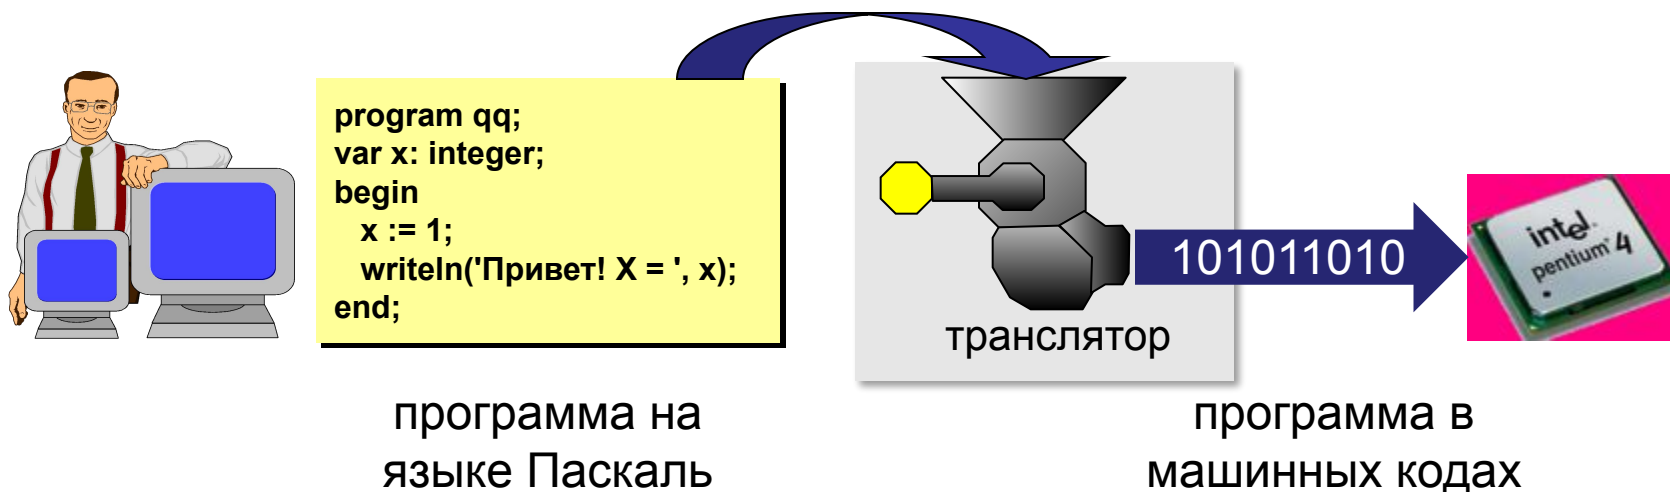 program qq;
var x: integer;
begin
x := 1;
writeln('Привет! X = ', x);
end;
транслятор
101011010
intel.
pentium® 4
программа на
языке Паскаль
программа в
машинных кодах